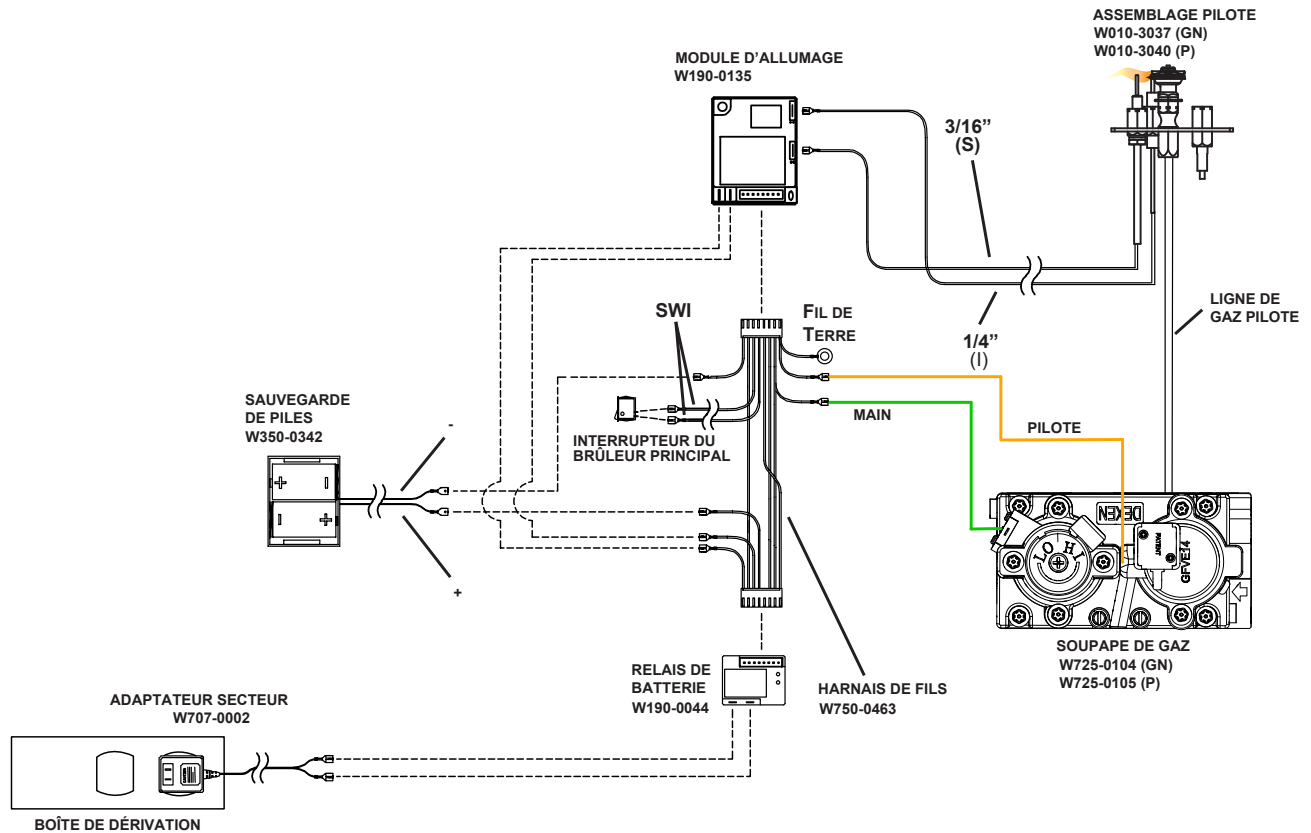 ASSEMBLAGE PILOTE
W010-3037 (GN)
W010-3040 (P)
MODULE D'ALLUMAGE
W190-0135
3/16”
(S)
LIGNE DE
GAZ PILOTE
1/4”
(I)
SWI
FIL DE
TERRE
MAIN
PILOTE
INTERRUPTEUR DU
BRÛLEUR PRINCIPAL
SAUVEGARDE
DE PILES
W350-0342
-
+ -
- +
+
DEKEN
LO HI
PATENT
GFVE14
SOUPAPE DE GAZ
W725-0104 (GN)
W725-0105 (P)
RELAIS DE
BATTERIE
W190-0044
HARNAIS DE FILS
W750-0463
ADAPTATEUR SECTEUR
W707-0002
BOÎTE DE DÉRIVATION